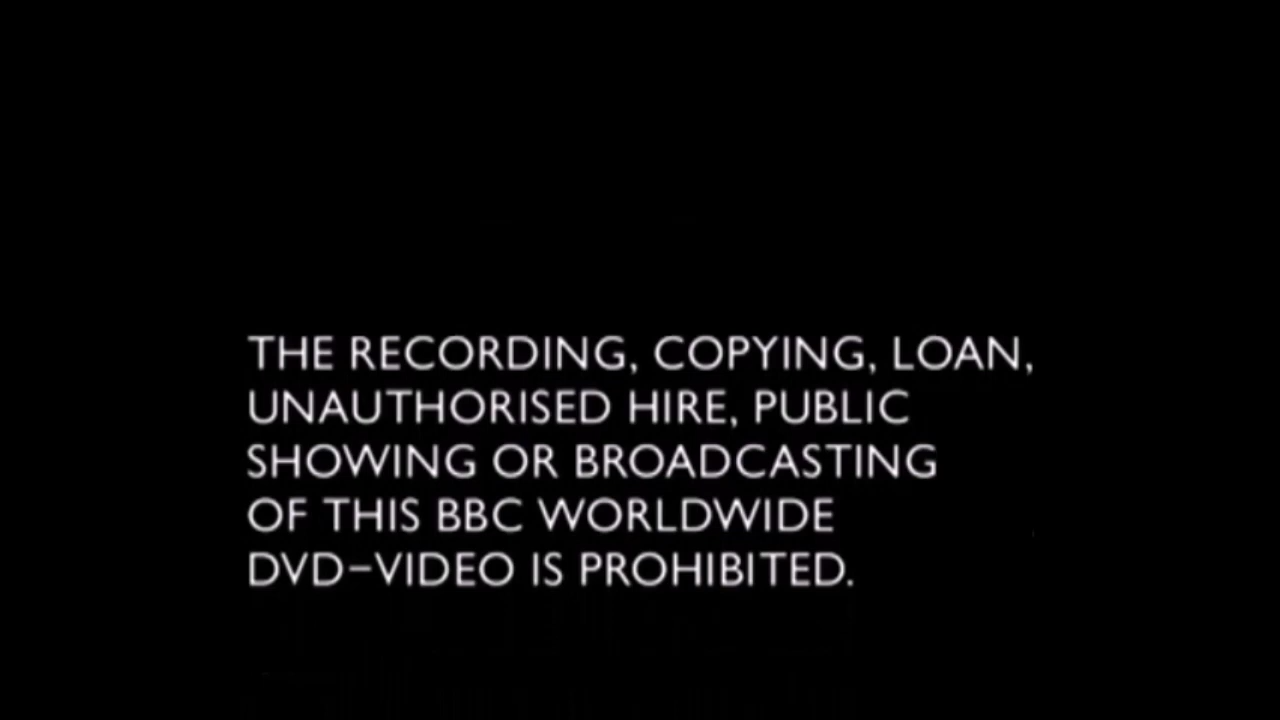 THE RECORDING, COPYING, LOAN,
UNAUTHORISED HIRE, PUBLIC
SHOWING OR BROADCASTING
OF THIS BBC WORLDWIDE
DVD-VIDEO IS PROHIBITED.